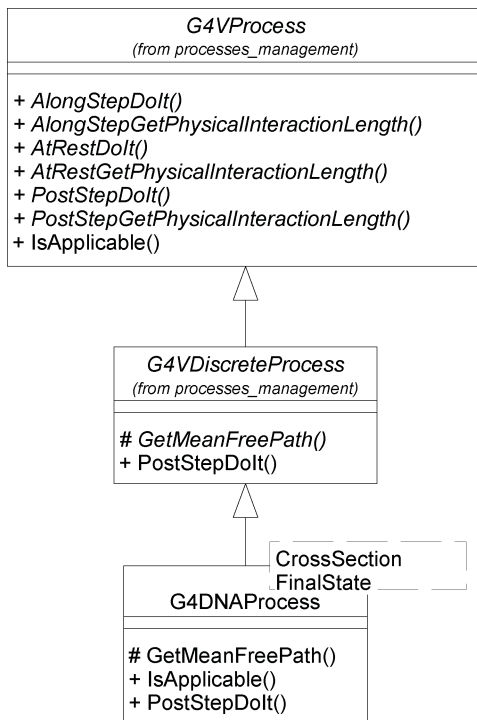 G4VProcess
(from processes_management)
+ AlongStepDoIt()
+ AlongStepGetPhysicalInteractionLength()
+ AtRestDoIt()
+ AtRestGetPhysicalInteractionLength()
+ PostStepDoIt()
+ PostStepGetPhysicalInteractionLength()
+ IsApplicable()
G4VDiscreteProcess
(from processes_management)
# GetMeanFreePath()
+ PostStepDoIt()
CrossSection
FinalState
G4DNAProcess
# GetMeanFreePath()
+ IsApplicable()
+ PostStepDoIt()